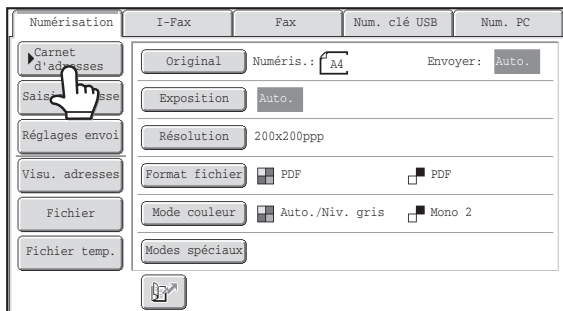 Numérisation
I-Fax
Fax
Num. clé USB
Num. PC
Carnet
d'adresses
Original
Numéris.:
A4
Envoyer:
Auto.
Exposition
Auto.
Réglages envoi
Résolution
200x200ppp
Visu. adresses
Format fichier
PDF
PDF
Fichier
Mode couleur
Auto./Niv. gris
Mono 2
Fichier temp.
Modes spéciaux